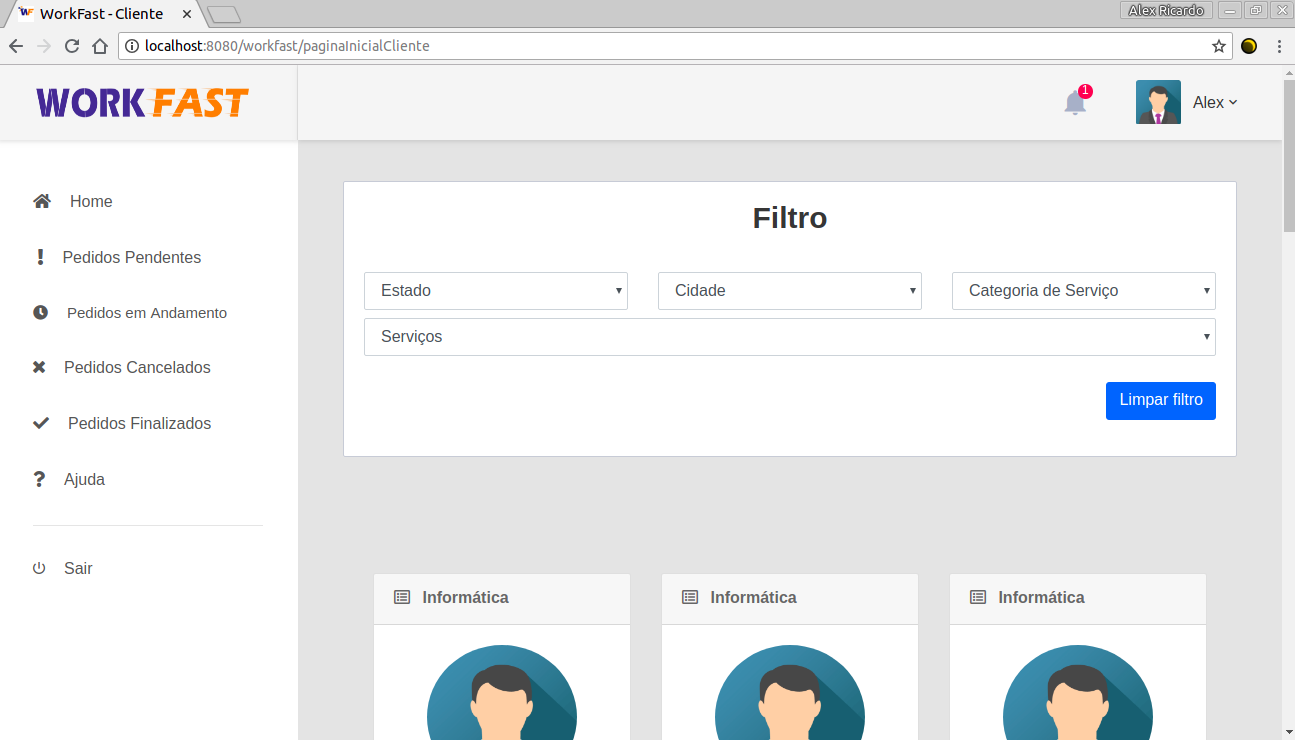 WorkFast - Cliente
Alex Ricardo
localhost:8080/workfast/paginaInicialCliente
WORK FAST
1
Alex
Home
Pedidos Pendentes
Pedidos em Andamento
Pedidos Cancelados
Pedidos Finalizados
Ajuda
Sair
Filtro
Estado
Cidade
Categoria de Serviço
Serviços
Limpar filtro
Informática
Informática
Informática